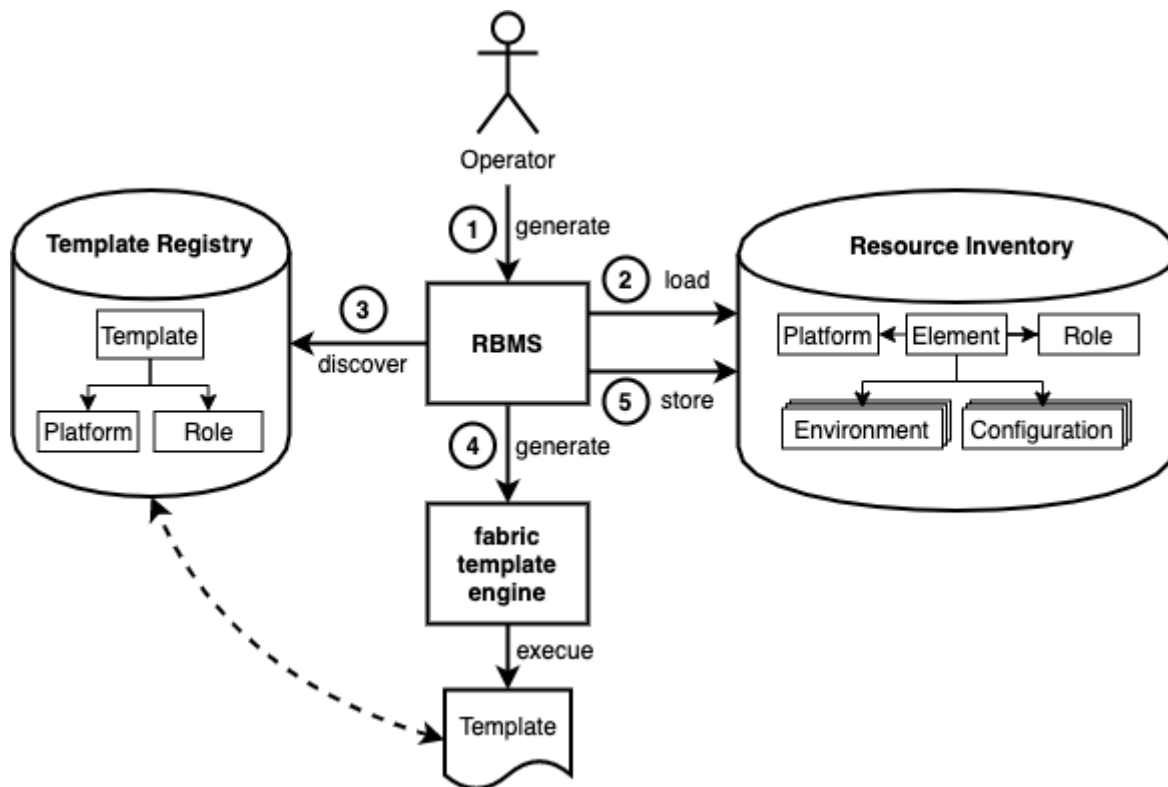 Operator
1
generate
Template Registry
Resource Inventory
2
load
3
discover
RBMS
Template
Platform
Element
Role
Platform
Role
5
store
Environment
Configuration
4
generate
fabric
template
engine
execue
Template